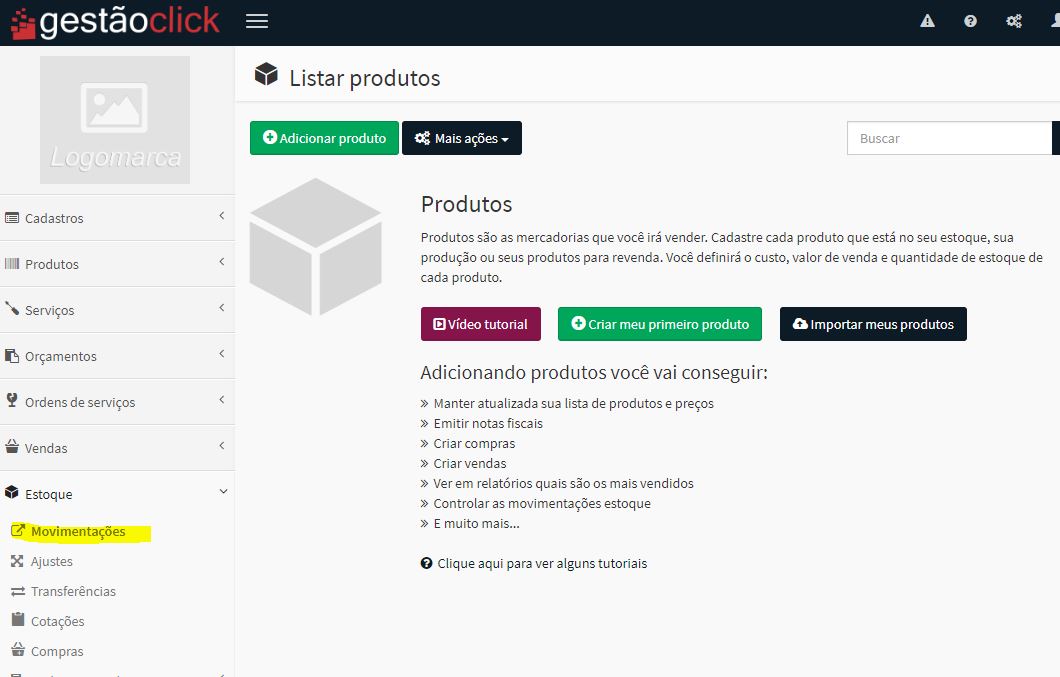 gestãoclick
Listar produtos
Logomarca
Adicionar produto
Mais ações
Buscar
Cadastros
Produtos
Serviços
Orçamentos
Ordens de serviços
Vendas
Estoque
Movimentações
Ajustes
Transferências
Cotações
Compras
Produtos
Produtos são as mercadorias que você irá vender. Cadastre cada produto que está no seu estoque, sua
produção ou seus produtos para revenda. Você definirá o custo, valor de venda e quantidade de estoque de
cada produto.
Vídeo tutorial
Criar meu primeiro produto
Importar meus produtos
Adicionando produtos você vai conseguir:
» Manter atualizada sua lista de produtos e preços
» Emitir notas fiscais
» Criar compras
» Criar vendas
» Ver em relatórios quais são os mais vendidos
» Controlar as movimentações estoque
» E muito mais...
Clique aqui para ver alguns tutoriais